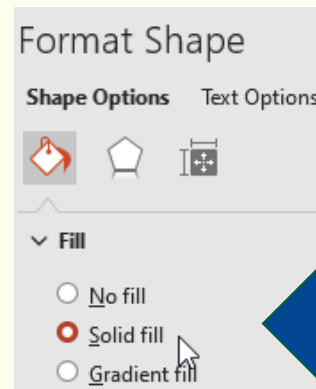 Format Shape
Shape Options Text Options
Fill
No fill
Solid fill
Gradient fill